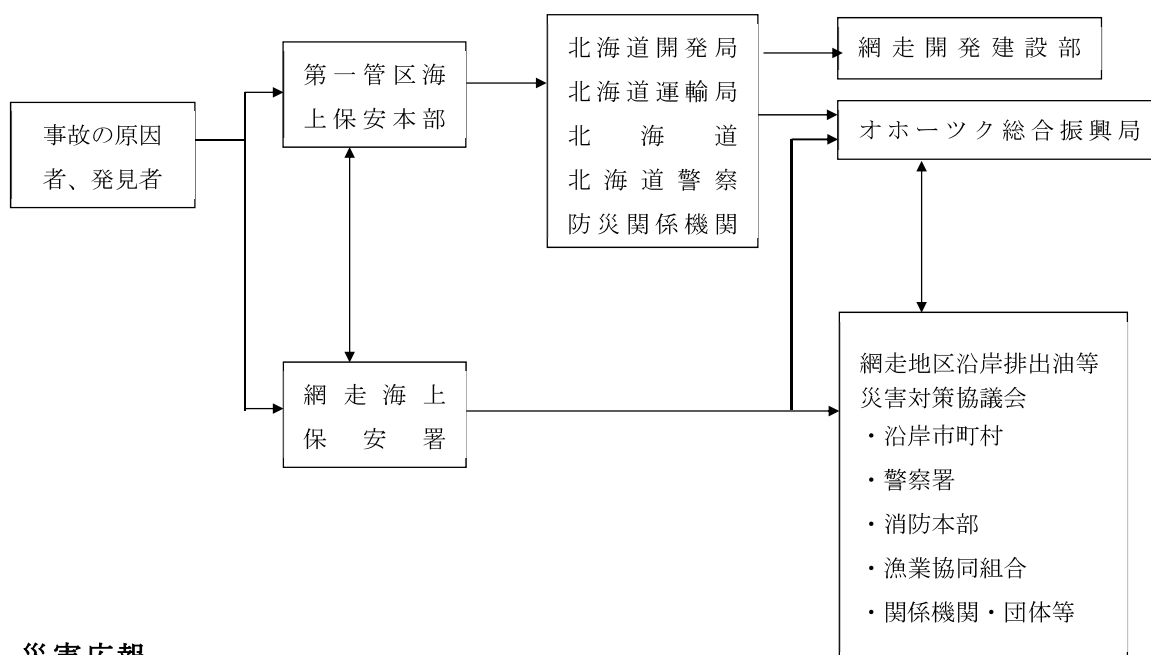 事故の原因
者、発見者
第一管区海
上保安本部
網走海上
保安署
北海道開発局
北海道運輸局
北海道
北海道警察
防災関係機関
網走開発建設部
オホーツク総合振興局
網走地区沿岸排出油等
災害対策協議会
・沿岸市町村
・警察署
・消防本部
・漁業協同組合
・関係機関・団体等
災害広報